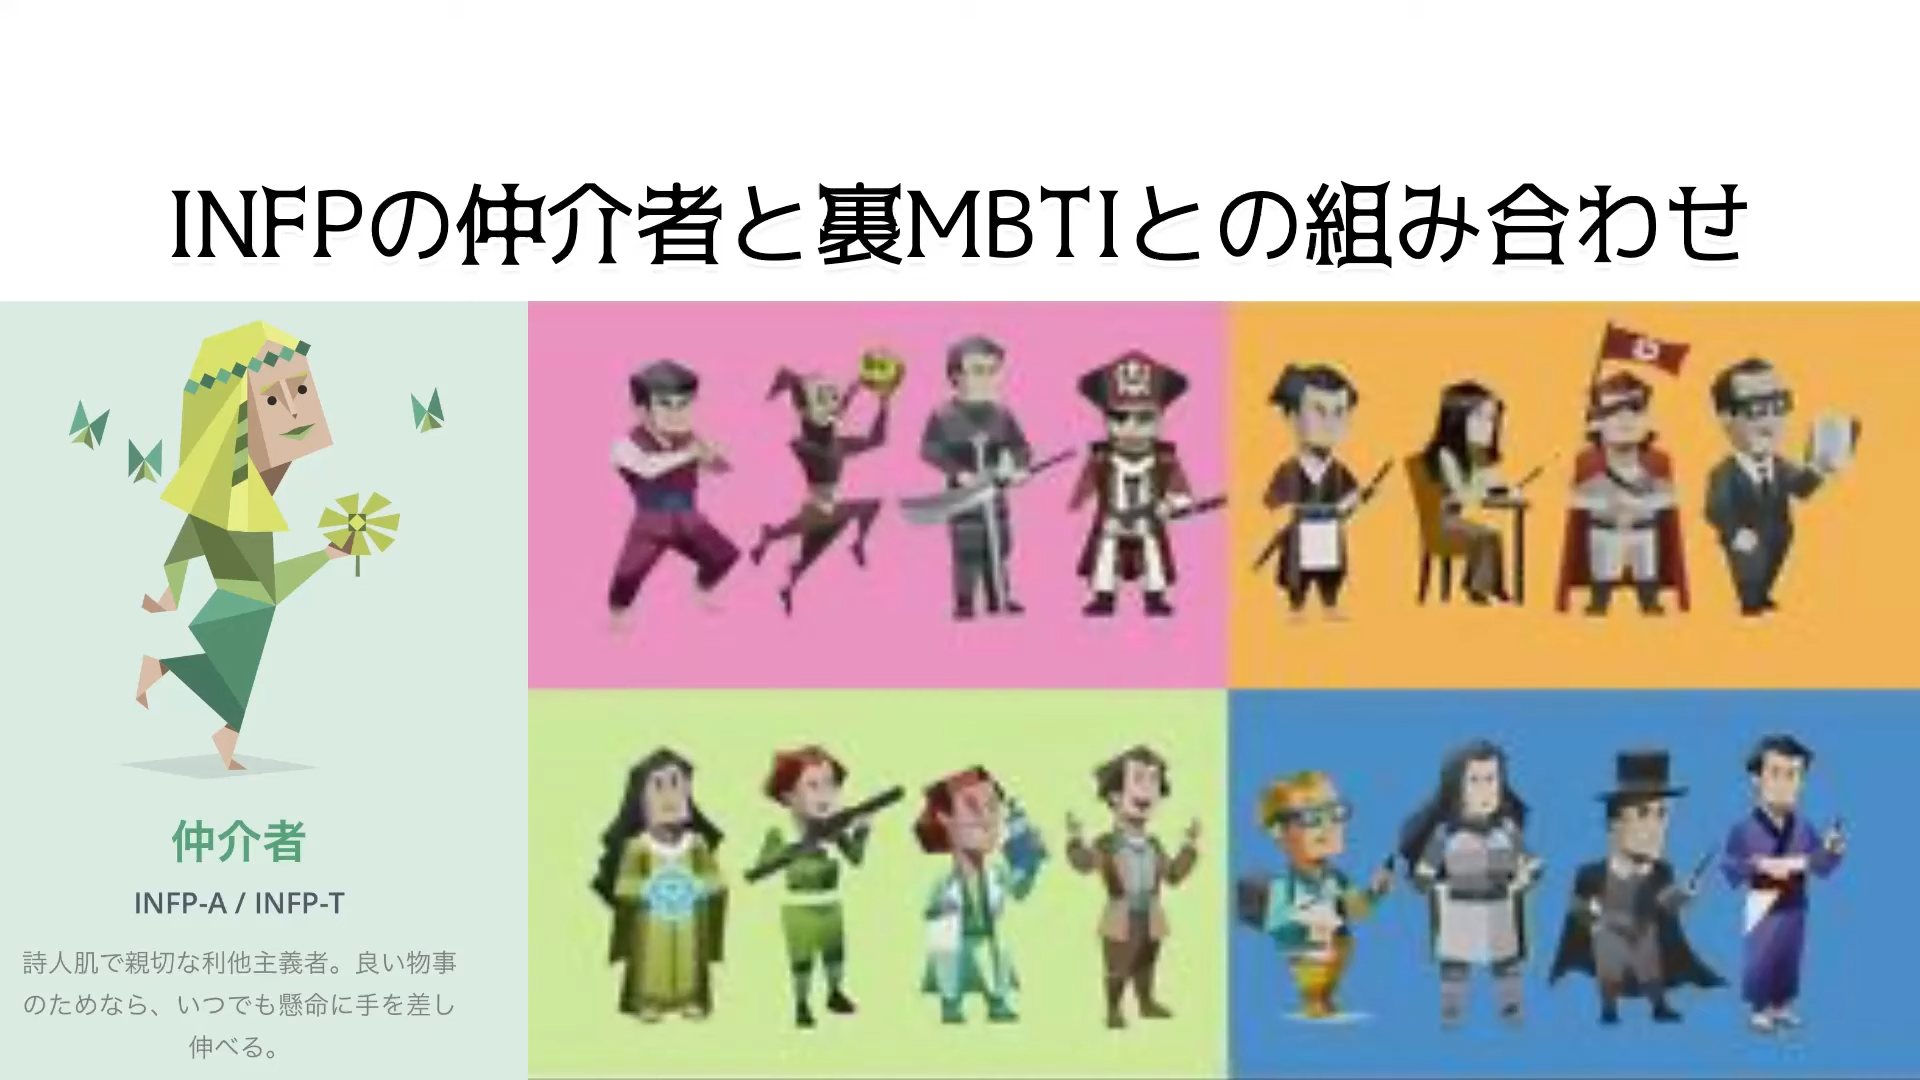 INFPの仲介者と裏MBTIとの組み合わせ
仲介者
INFP-A / INFP-T
詩人肌で親切な利他主義者。良い物事
のためなら、いつでも懸命に手を差し
伸べる。